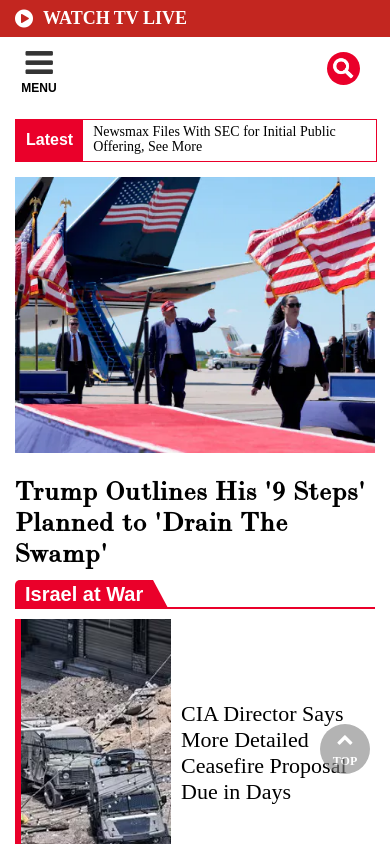 WATCH TV LIVE
MENU
Latest
Newsmax Files With SEC for Initial Public
Offering, See More
Trump Outlines His '9 Steps'
Planned to 'Drain The
Swamp'
Israel at War
CIA Director Says
More Detailed
Ceasefire Proposal
Due in Days
TOP